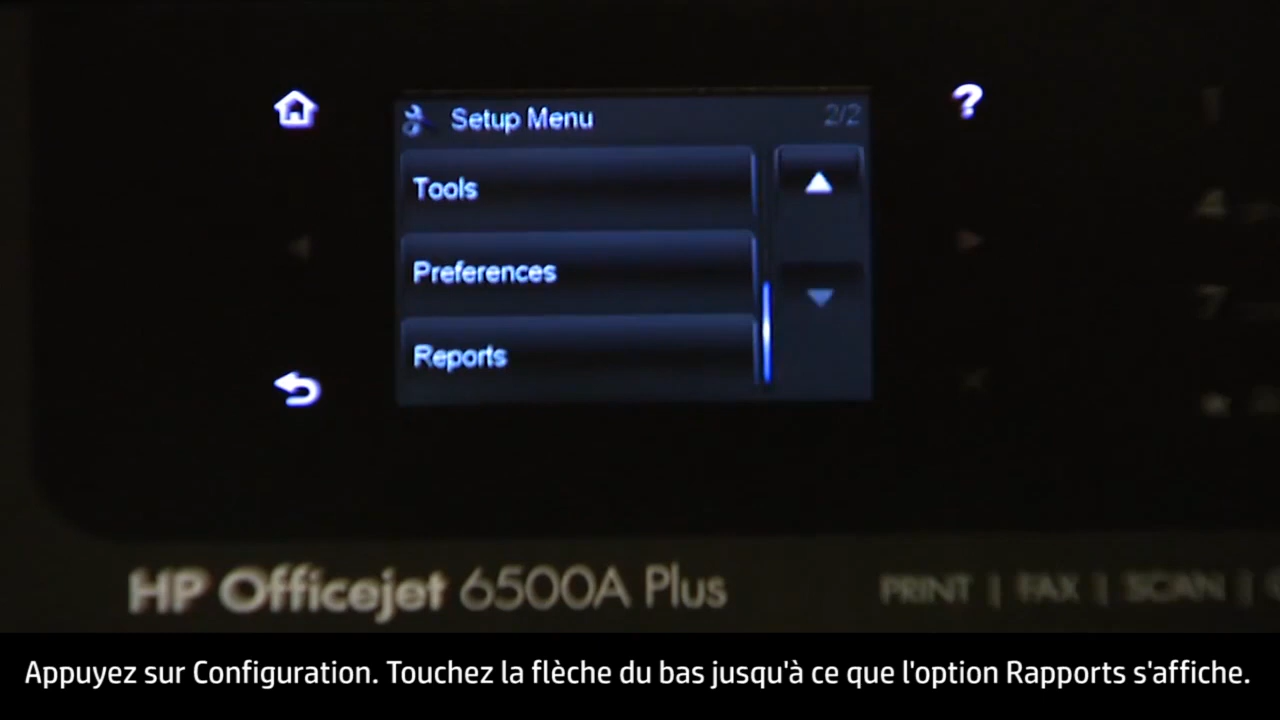 Setup Menu 2/2
Tools
Preferences
Reports
HP Officejet 6500A Plus
PRINT | FAX | SCAN |
Appuyez sur Configuration. Touchez la flèche du bas jusqu'à ce que l'option Rapports s'affiche.